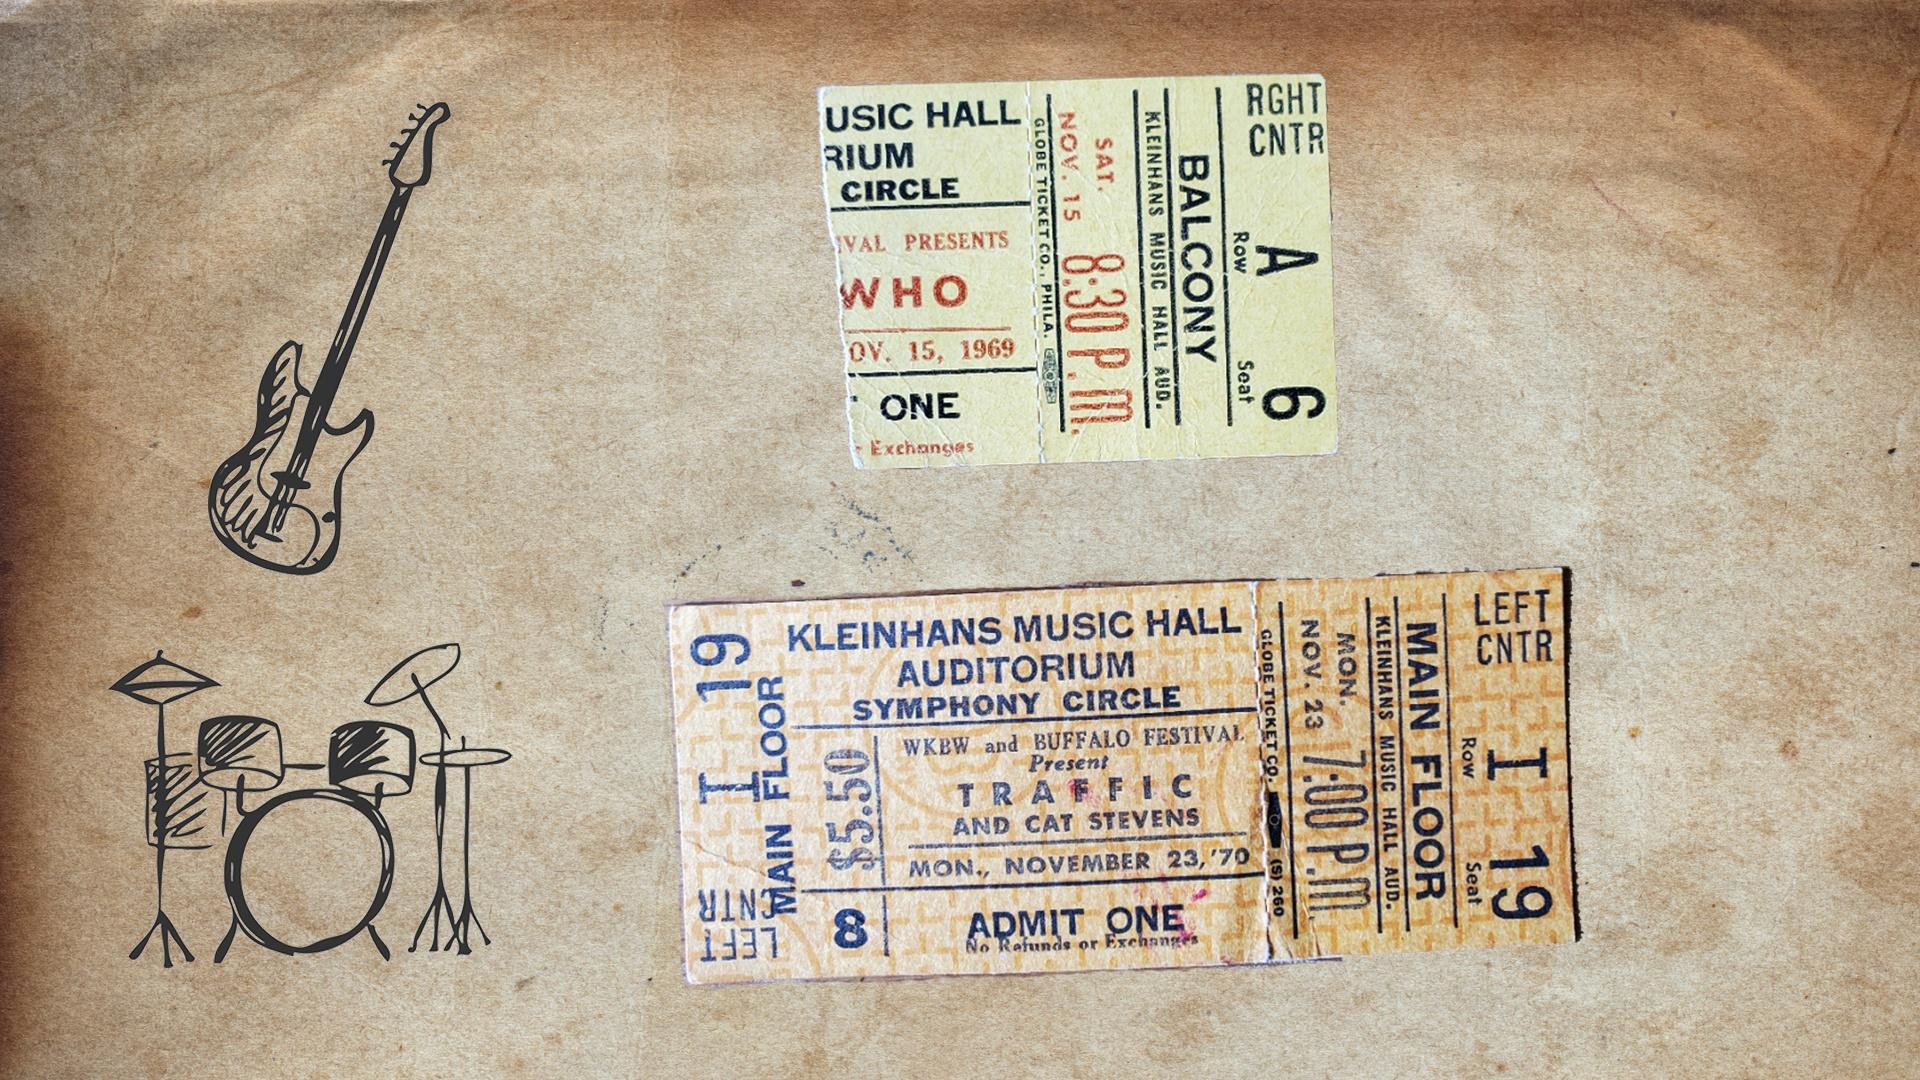 USIC HALL
RIUM
CIRCLE
IVAL PRESENTS
WHO
OV. 15, 1969
ONE
Exchanges
GLOBE TICKET CO., PHILA.
SAT.
NOV. 15 8:30 P.m.
KLEINHANS MUSIC HALL AUD.
BALCONY
RGHT
CNTR
A
Row
6
Seat
LEFT
CNTR
I 19
MAIN FLOOR
KLEINHANS MUSIC HALL
AUDITORIUM
SYMPHONY CIRCLE
$5.50
WKBW and BUFFALO FESTIVAL
Present
TRAFFIC
AND CAT STEVENS
MON., NOVEMBER 23, '70
8
ADMIT ONE
No Refunds or Exchanges
GLOBE TICKET CO. (S) 260
MON.
NOV. 23 7:00 P.m.
KLEINHANS MUSIC HALL AUD.
MAIN FLOOR
LEFT
CNTR
I
Row
19
Seat